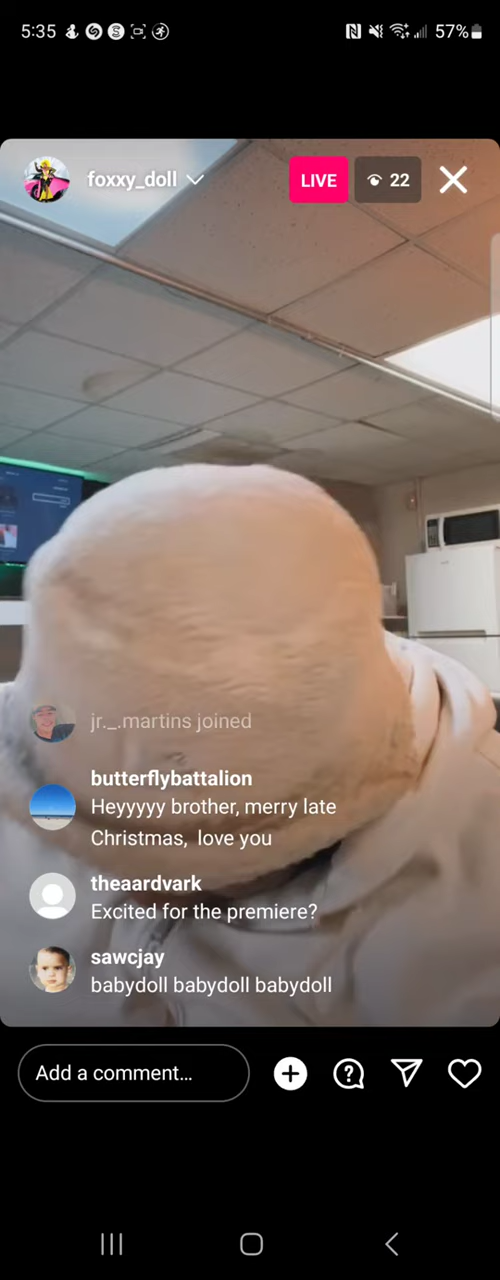 5:35
57%
foxxy_doll
LIVE
22
jr._.martins joined
butterflybattalion
Heyyyyy brother, merry late
Christmas, love you
theaardvark
Excited for the premiere?
sawcjay
babydoll babydoll babydoll
Add a comment...